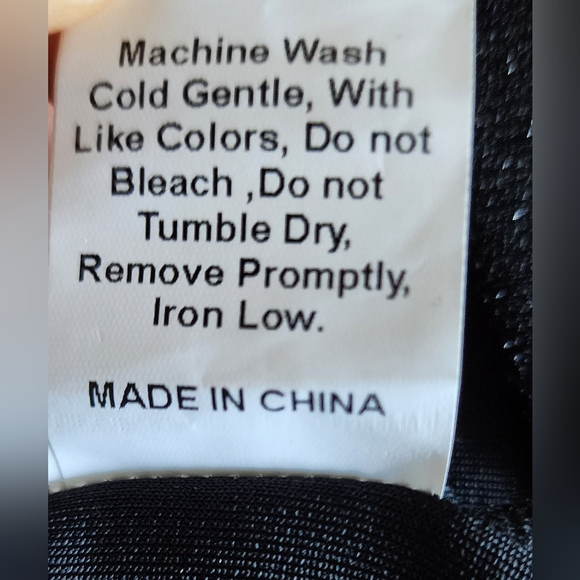 Machine Wash
Cold Gentle, With
Like Colors, Do not
Bleach ,Do not
Tumble Dry,
Remove Promptly,
Iron Low.
MADE IN CHINA